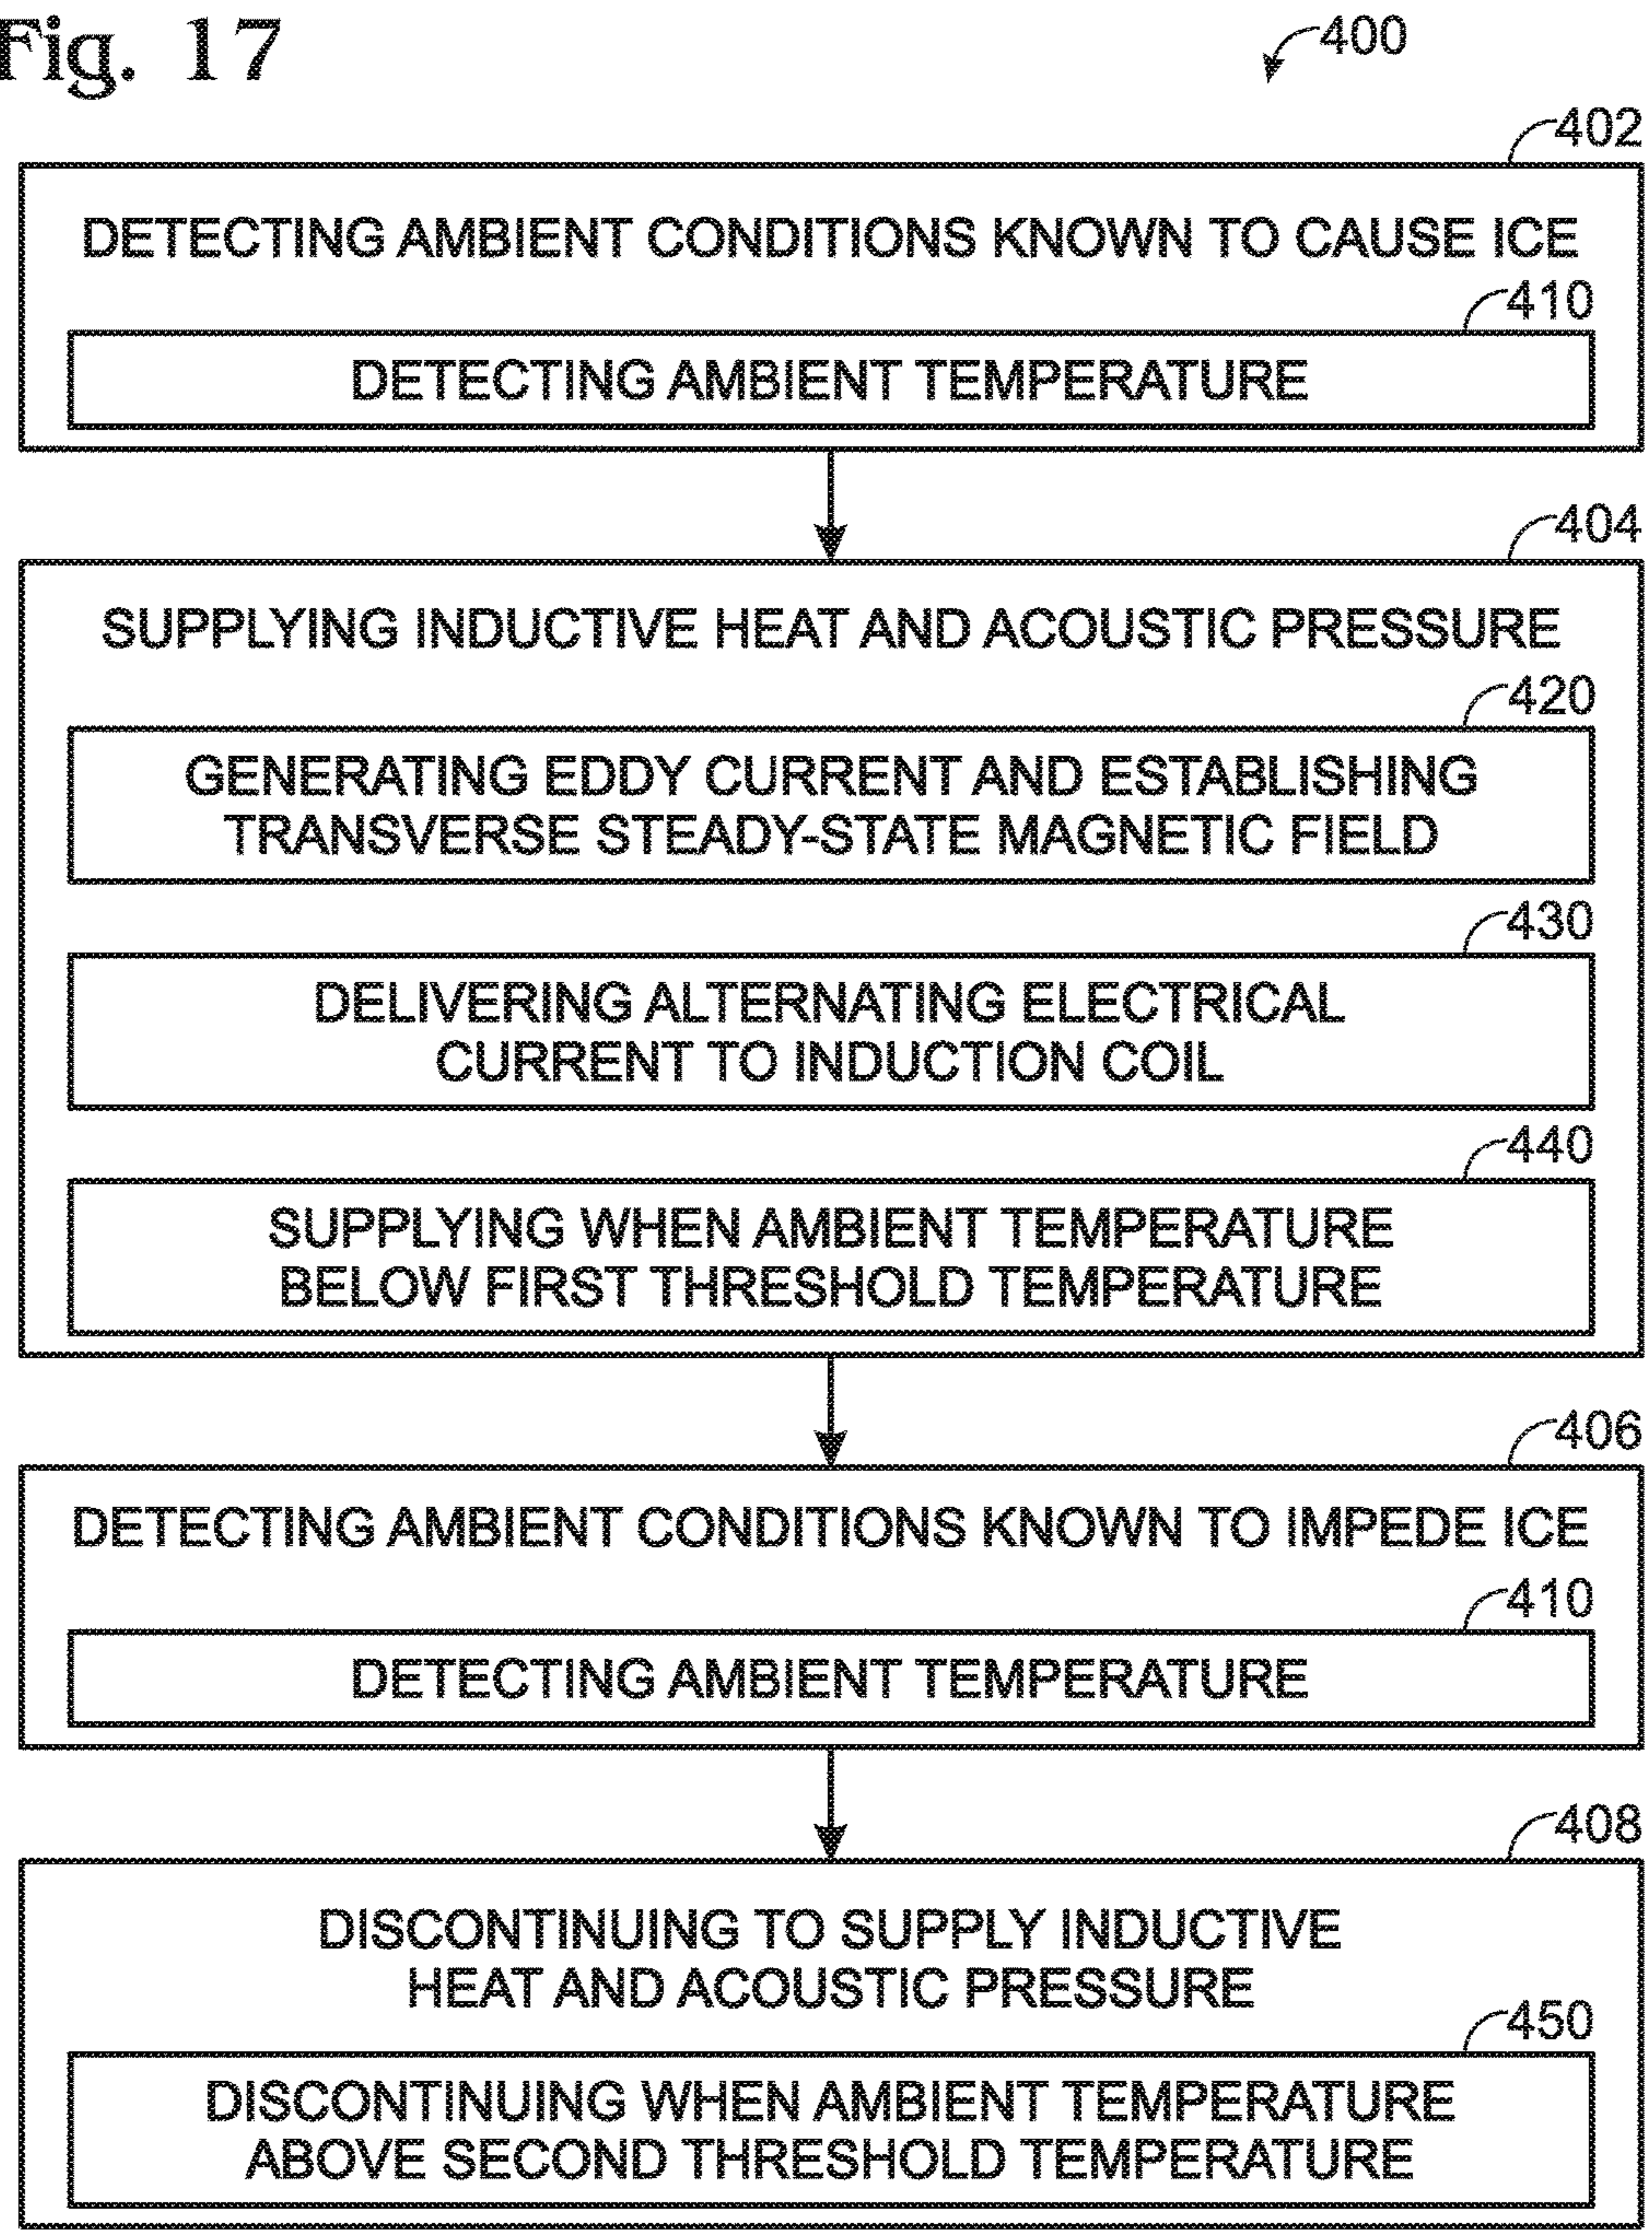 Fig. 17
400
402
DETECTING AMBIENT CONDITIONS KNOWN TO CAUSE ICE
410
DETECTING AMBIENT TEMPERATURE
404
SUPPLYING INDUCTIVE HEAT AND ACOUSTIC PRESSURE
420
GENERATING EDDY CURRENT AND ESTABLISHING
TRANSVERSE STEADY-STATE MAGNETIC FIELD
430
DELIVERING ALTERNATING ELECTRICAL
CURRENT TO INDUCTION COIL
440
SUPPLYING WHEN AMBIENT TEMPERATURE
BELOW FIRST THRESHOLD TEMPERATURE
406
DETECTING AMBIENT CONDITIONS KNOWN TO IMPEDE ICE
410
DETECTING AMBIENT TEMPERATURE
408
DISCONTINUING TO SUPPLY INDUCTIVE
HEAT AND ACOUSTIC PRESSURE
450
DISCONTINUING WHEN AMBIENT TEMPERATURE
ABOVE SECOND THRESHOLD TEMPERATURE